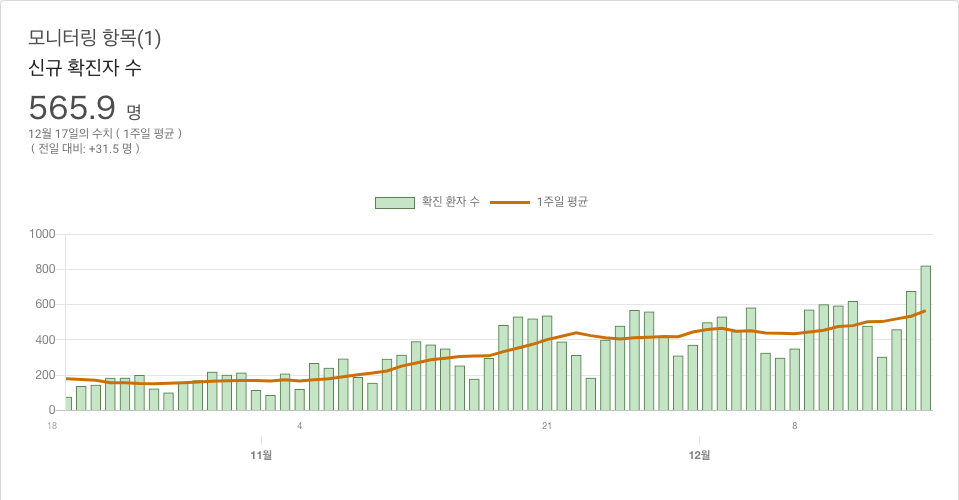 모니터링 항목(1)
신규 확진자 수
565.9 명
12월 17일의 수치 ( 1주일 평균 )
( 전일 대비: +31.5 명 )
확진 환자 수 1주일 평균
1000
800
600
400
200
0
18 4 21 8
11월 12월